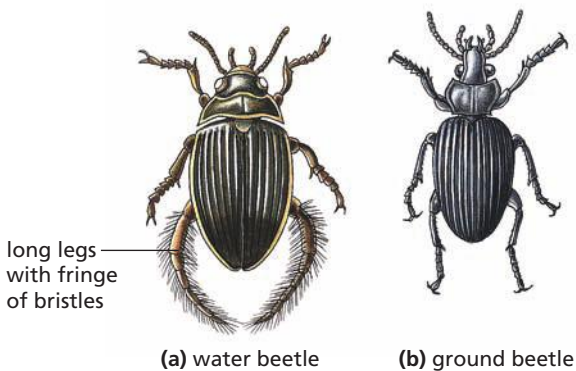 long legs
with fringe
of bristles
(a) water beetle
(b) ground beetle